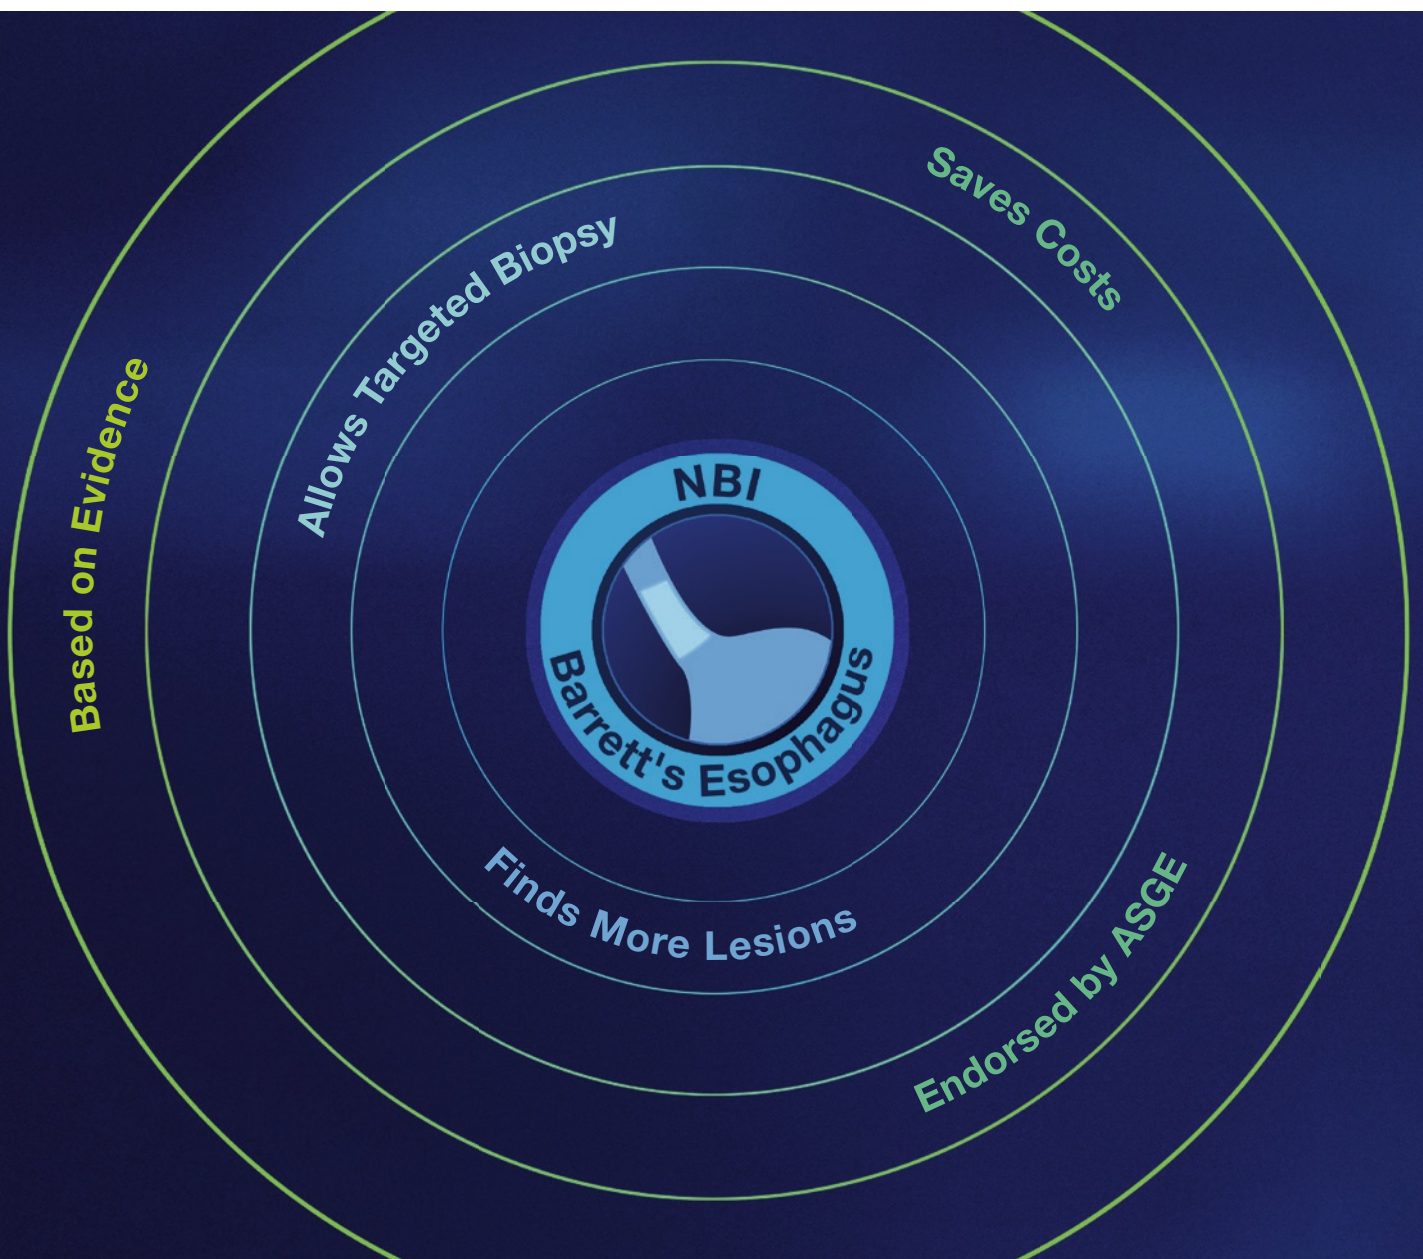 Saves Costs
Allows Targeted Biopsy
Based on Evidence
NBI
Barrett's Esophagus
Finds More Lesions
Endorsed by ASGE